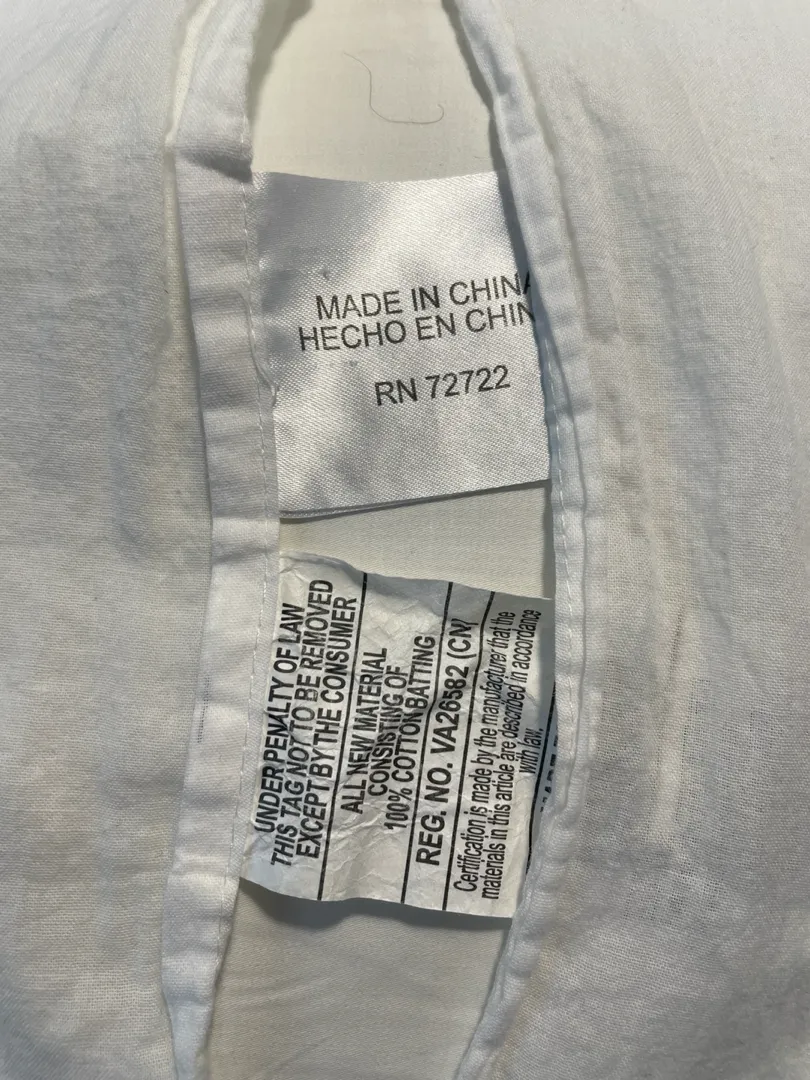 MADE IN CHINA
HECHO EN CHIN
RN 72722
UNDER PENALTY OF LAW
THIS TAG NOT TO BE REMOVED
EXCEPT BY THE CONSUMER
ALL NEW MATERIAL
CONSISTING OF
100% COTTON BATTING
REG. NO. VA26582 (CN)
Certification is made by the manufacturer that the
materials in this article are described in accordance
with law.